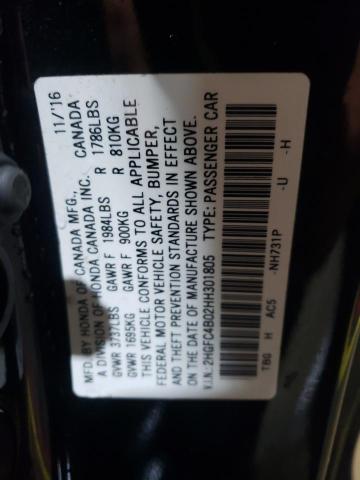 MFD. BY HONDA OF CANADA MFG. 11/'16
A DIVISION OF HONDA CANADA INC. CANADA
GVWR 3737LBS GAWR F 1984LBS R 1786LBS
GVWR 1695KG GAWR F 900KG R 810KG
THIS VEHICLE CONFORMS TO ALL APPLICABLE
FEDERAL MOTOR VEHICLE SAFETY, BUMPER,
AND THEFT PREVENTION STANDARDS IN EFFECT
ON THE DATE OF MANUFACTURE SHOWN ABOVE.
V.I.N.: 2HGFC4B02HH301805 TYPE: PASSENGER CAR
TBG H AC5 -NH731P -U -H